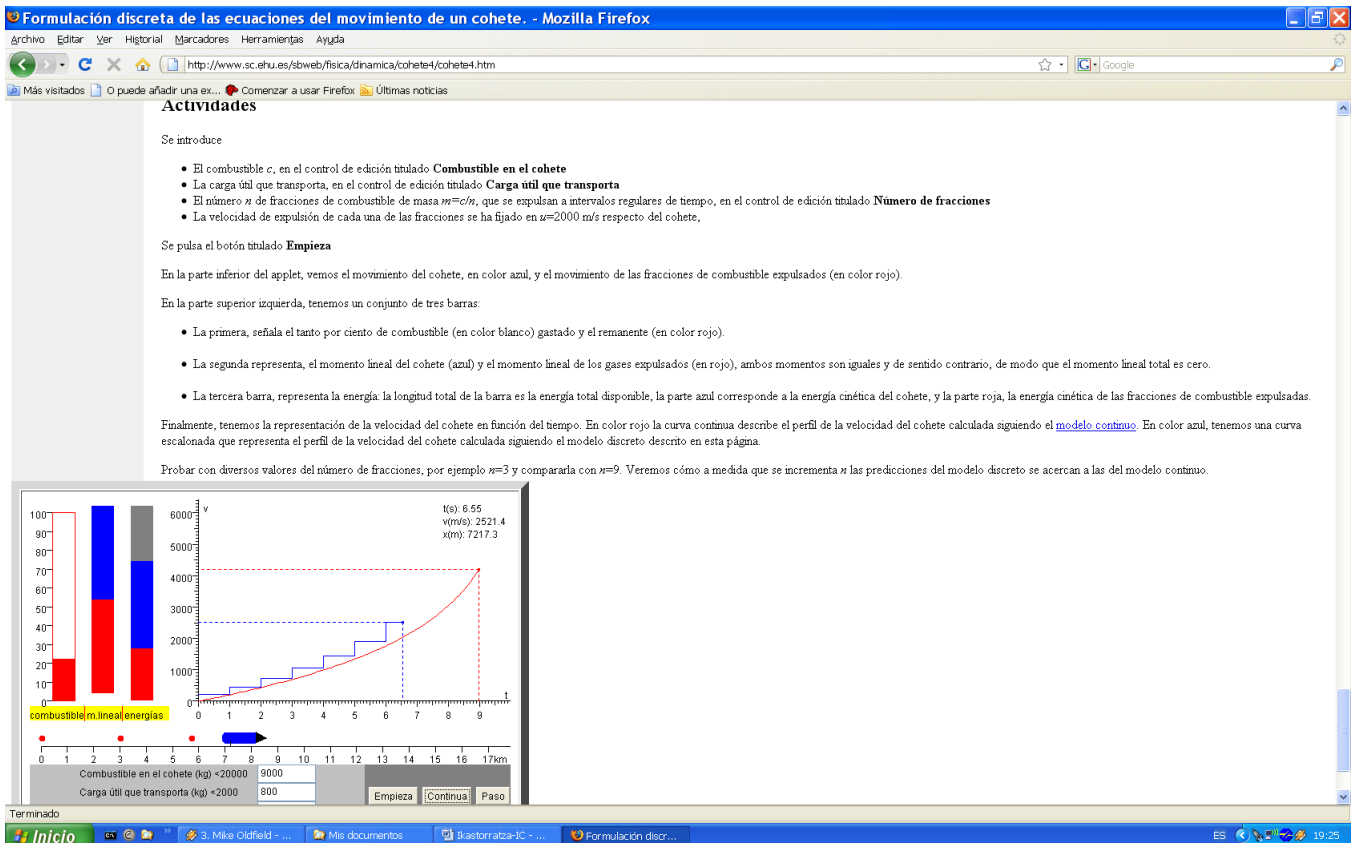 Formulación discreta de las ecuaciones del movimiento de un cohete. - Mozilla Firefox
Archivo Editar Ver Historial Marcadores Herramientas Ayuda
http://www.sc.ehu.es/sbweb/fisica/dinamica/cohete4/cohete4.htm
G Google
Más visitados O puede añadir una ex... Comenzar a usar Firefox Últimas noticias
Actividades
Se introduce
• El combustible c, en el control de edición titulado Combustible en el cohete
• La carga útil que transporta, en el control de edición titulado Carga útil que transporta
• El número n de fracciones de combustible de masa m=c/n, que se expulsan a intervalos regulares de tiempo, en el control de edición titulado Número de fracciones
• La velocidad de expulsión de cada una de las fracciones se ha fijado en u=2000 m/s respecto del cohete,
Se pulsa el botón titulado Empieza
En la parte inferior del applet, vemos el movimiento del cohete, en color azul, y el movimiento de las fracciones de combustible expulsados (en color rojo).
En la parte superior izquierda, tenemos un conjunto de tres barras:
• La primera, señala el tanto por ciento de combustible (en color blanco) gastado y el remanente (en color rojo).
• La segunda representa, el momento lineal del cohete (azul) y el momento lineal de los gases expulsados (en rojo), ambos momentos son iguales y de sentido contrario, de modo que el momento lineal total es cero.
• La tercera barra, representa la energía: la longitud total de la barra es la energía total disponible, la parte azul corresponde a la energía cinética del cohete, y la parte roja, la energía cinética de las fracciones de combustible expulsadas.
Finalmente, tenemos la representación de la velocidad del cohete en función del tiempo. En color rojo la curva continua describe el perfil de la velocidad del cohete calculada siguiendo el modelo continuo. En color azul, tenemos una curva
escalonada que representa el perfil de la velocidad del cohete calculada siguiendo el modelo discreto descrito en esta página.
Probar con diversos valores del número de fracciones, por ejemplo n=3 y compararla con n=9. Veremos cómo a medida que se incrementa n las predicciones del modelo discreto se acercan a las del modelo continuo.
100
90
80
70
60
50
40
30
20
10
0
combustible m.lineal energías
v
6000
5000
4000
3000
2000
1000
0
t(s): 6.55
v(m/s): 2521.4
x(m): 7217.3
t
0 1 2 3 4 5 6 7 8 9
0 1 2 3 4 5 6 7 8 9 10 11 12 13 14 15 16 17km
Combustible en el cohete (kg) <20000 9000
Carga útil que transporta (kg) <2000 800
Empieza Continua Paso
Terminado
Inicio 3. Mike Oldfield - ... Mis documentos Ikastorratza-IC - ... Formulación discr... ES 19:25